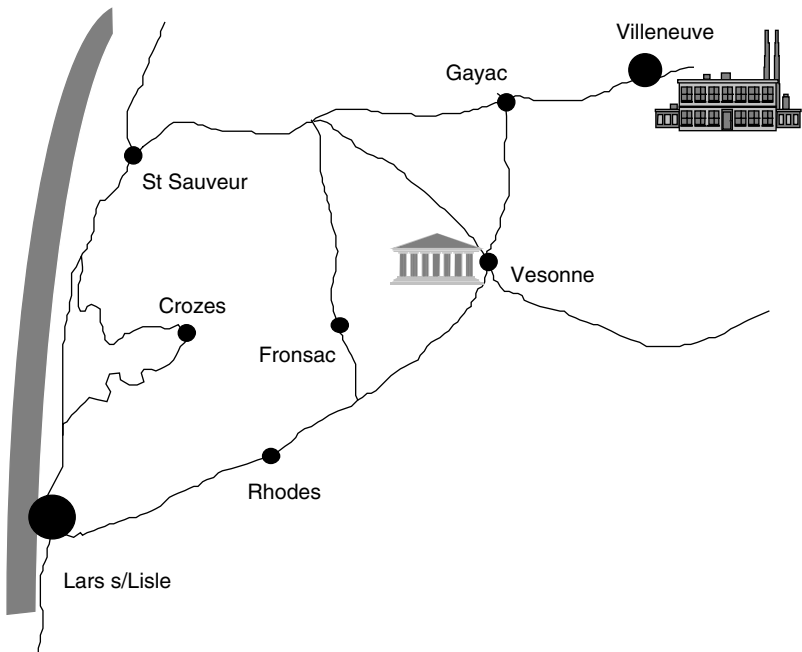 Villeneuve
Gayac
St Sauveur
Vesonne
Crozes
Fronsac
Rhodes
Lars s/Lisle